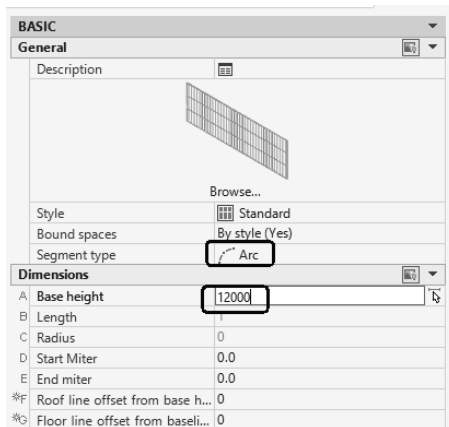 BASIC
General
Description
Browse...
Style Standard
Bound spaces By style (Yes)
Segment type Arc
Dimensions
A Base height 12000
B Length 1
C Radius 0
D Start Miter 0.0
E End miter 0.0
F Roof line offset from base h... 0
G Floor line offset from baseli... 0